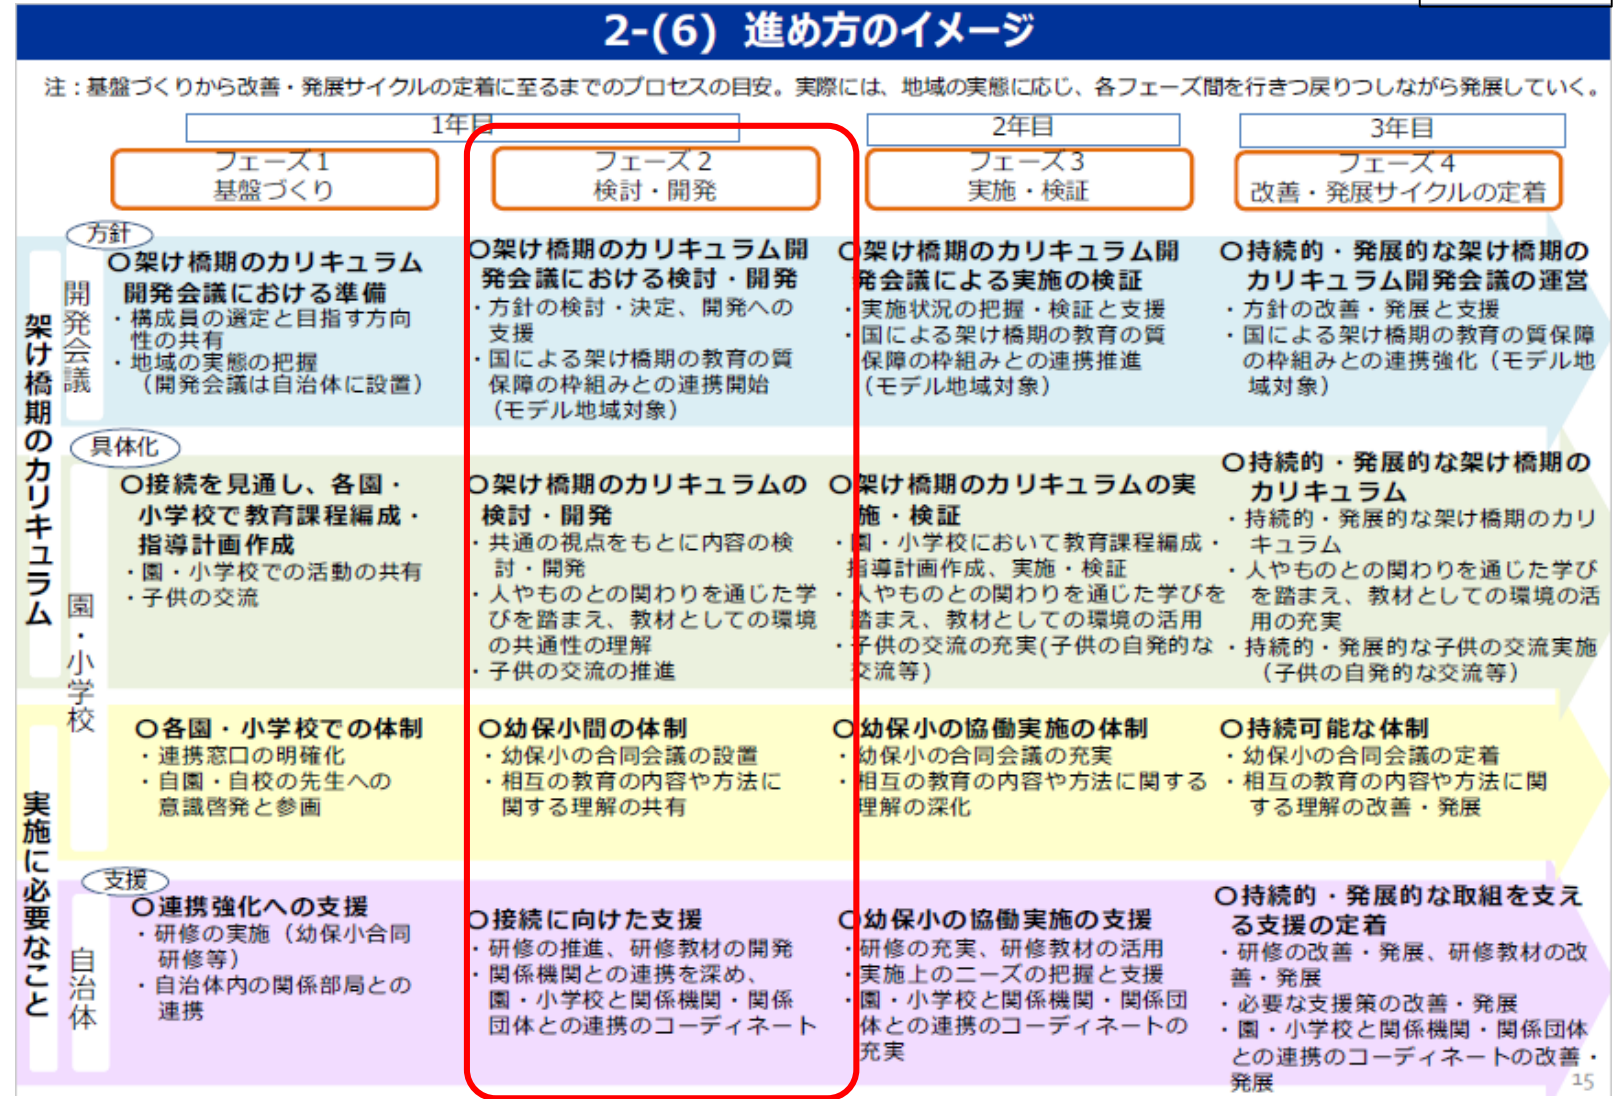 2-(6) 進め方のイメージ
注：基盤づくりから改善・発展サイクルの定着に至るまでのプロセスの目安。実際には、地域の実態に応じ、各フェーズ間を行きつ戻りつしながら発展していく。
1年目
2年目
3年目
フェーズ1
基盤づくり
フェーズ2
検討・開発
フェーズ3
実施・検証
フェーズ4
改善・発展サイクルの定着
架け橋期のカリキュラム
方針
開発会議
○架け橋期のカリキュラム
開発会議における準備
・構成員の選定と目指す方向
性の共有
・地域の実態の把握
（開発会議は自治体に設置）
○架け橋期のカリキュラム開
発会議における検討・開発
・方針の検討・決定、開発への
支援
・国による架け橋期の教育の質
保障の枠組みとの連携開始
（モデル地域対象）
○架け橋期のカリキュラム開
発会議による実施の検証
・実施状況の把握・検証と支援
・国による架け橋期の教育の質
保障の枠組みとの連携推進
（モデル地域対象）
○持続的・発展的な架け橋期の
カリキュラム開発会議の運営
・方針の改善・発展と支援
・国による架け橋期の教育の質保障
の枠組みとの連携強化（モデル地
域対象）
具体化
園・小学校
○接続を見通し、各園・
小学校で教育課程編成・
指導計画作成
・園・小学校での活動の共有
・子供の交流
○架け橋期のカリキュラムの
検討・開発
・共通の視点をもとに内容の検
討・開発
・人やものとの関わりを通じた学
びを踏まえ、教材としての環境
の共通性の理解
・子供の交流の推進
○架け橋期のカリキュラムの実
施・検証
・園・小学校において教育課程編成・
指導計画作成、実施・検証
・人やものとの関わりを通じた学びを
踏まえ、教材としての環境の活用
・子供の交流の充実(子供の自発的な
交流等)
○持続的・発展的な架け橋期の
カリキュラム
・持続的・発展的な架け橋期のカリ
キュラム
・人やものとの関わりを通じた学び
を踏まえ、教材としての環境の活
用の充実
・持続的・発展的な子供の交流実施
（子供の自発的な交流等）
実施に必要なこと
○各園・小学校での体制
・連携窓口の明確化
・自園・自校の先生への
意識啓発と参画
○幼保小間の体制
・幼保小の合同会議の設置
・相互の教育の内容や方法に
関する理解の共有
○幼保小の協働実施の体制
・幼保小の合同会議の充実
・相互の教育の内容や方法に関する
理解の深化
○持続可能な体制
・幼保小の合同会議の定着
・相互の教育の内容や方法に関
する理解の改善・発展
支援
自治体
○連携強化への支援
・研修の実施（幼保小合同
研修等）
・自治体内の関係部局との
連携
○接続に向けた支援
・研修の推進、研修教材の開発
・関係機関との連携を深め、
園・小学校と関係機関・関係
団体との連携のコーディネート
○幼保小の協働実施の支援
・研修の充実、研修教材の活用
・実施上のニーズの把握と支援
・園・小学校と関係機関・関係団
体との連携のコーディネートの
充実
○持続的・発展的な取組を支え
る支援の定着
・研修の改善・発展、研修教材の改
善・発展
・必要な支援策の改善・発展
・園・小学校と関係機関・関係団体
との連携のコーディネートの改善・
発展
15